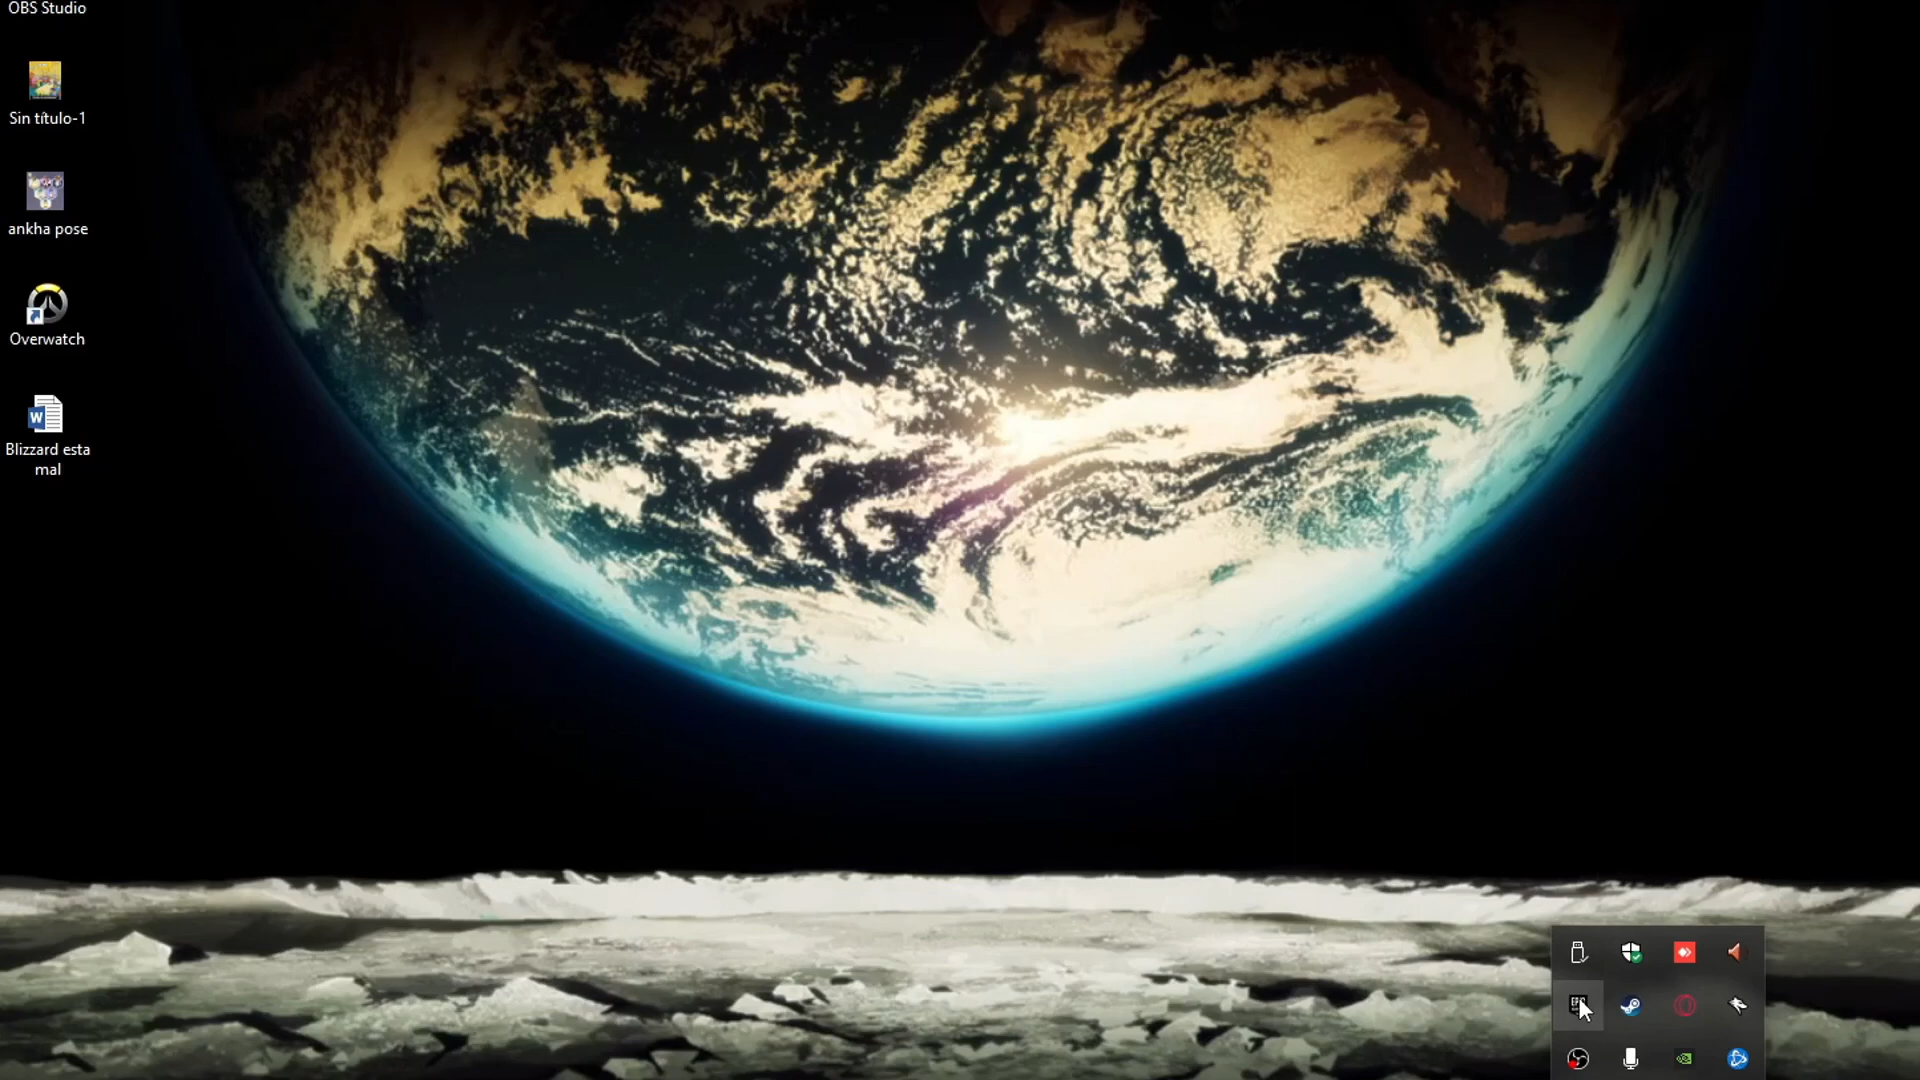 OBS Studio
Sin título-1
ankha pose
Overwatch
Blizzard esta
mal